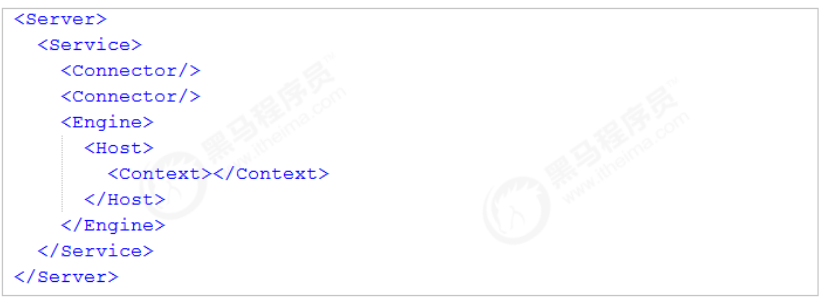 <Server>
  <Service>
    <Connector/>
    <Connector/>
    <Engine>
      <Host>
        <Context></Context>
      </Host>
    </Engine>
  </Service>
</Server>
黑马程序员
www.itheima.com
黑马程序员
www.itheima.com